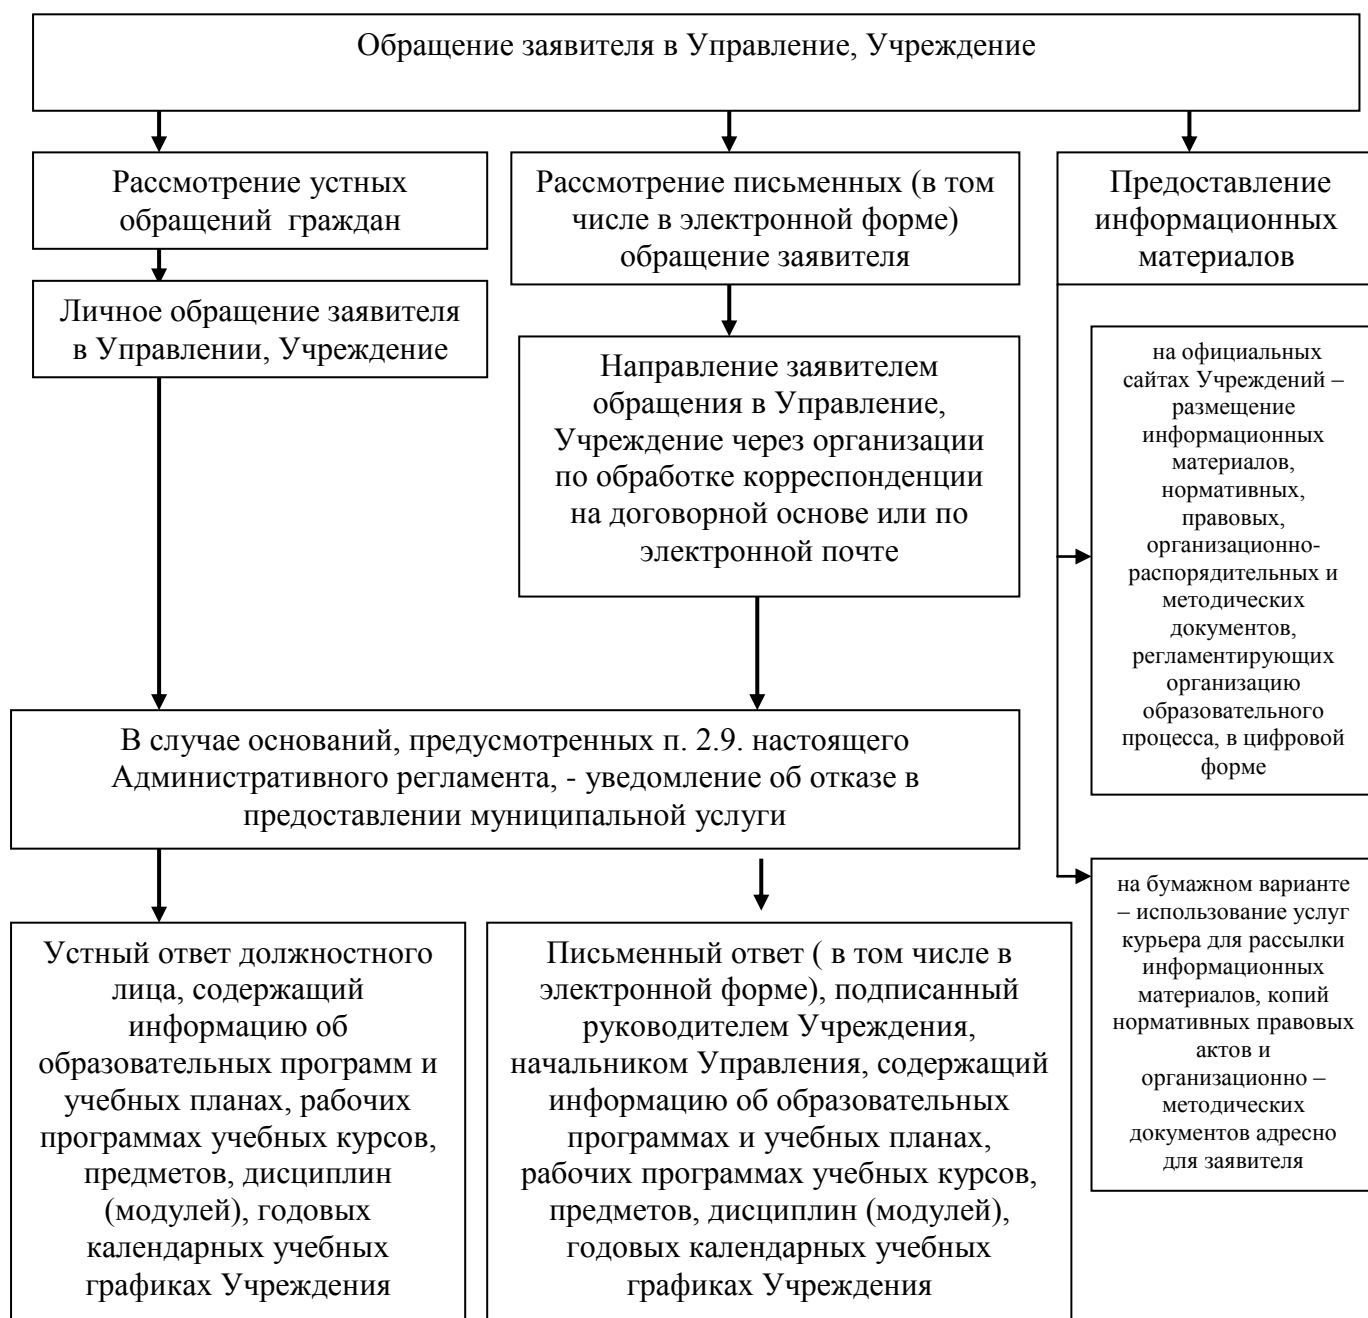 Обращение заявителя в Управление, Учреждение
Рассмотрение устных
обращений  граждан
Рассмотрение письменных (в том
числе в электронной форме)
обращение заявителя
Предоставление
информационных
материалов
Личное обращение заявителя
в Управлении, Учреждение
Направление заявителем
обращения в Управление,
Учреждение через организации
по обработке корреспонденции
на договорной основе или по
электронной почте
на официальных
сайтах Учреждений –
размещение
информационных
материалов,
нормативных,
правовых,
организационно-
распорядительных и
методических
документов,
регламентирующих
организацию
образовательного
процесса, в цифровой
форме
В случае оснований, предусмотренных п. 2.9. настоящего
Административного регламента, - уведомление об отказе в
предоставлении муниципальной услуги
на бумажном варианте
– использование услуг
курьера для рассылки
информационных
материалов, копий
нормативных правовых
актов и
организационно –
методических
документов адресно
для заявителя
Устный ответ должностного
лица, содержащий
информацию об
образовательных программ и
учебных планах, рабочих
программах учебных курсов,
предметов, дисциплин
(модулей), годовых
календарных учебных
графиках Учреждения
Письменный ответ ( в том числе в
электронной форме), подписанный
руководителем Учреждения,
начальником Управления, содержащий
информацию об образовательных
программах и учебных планах,
рабочих программах учебных курсов,
предметов, дисциплин (модулей),
годовых календарных учебных
графиках Учреждения